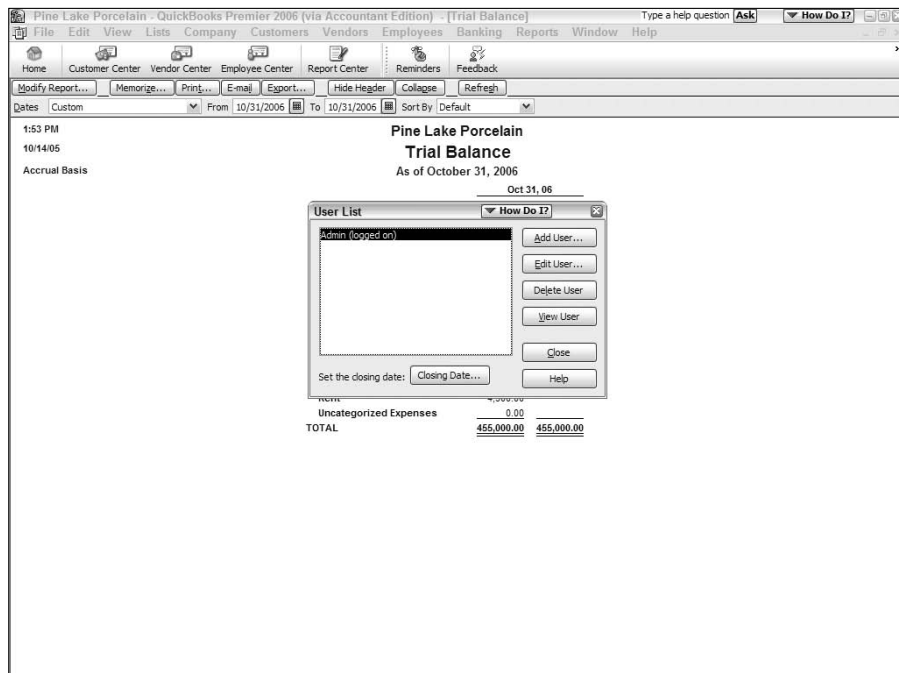 Pine Lake Porcelain - QuickBooks Premier 2006 (via Accountant Edition) - [Trial Balance] Type a help question Ask How Do I?
File Edit View Lists Company Customers Vendors Employees Banking Reports Window Help
Home Customer Center Vendor Center Employee Center Report Center Reminders Feedback
Modify Report... Memorize... Print... E-mail Export... Hide Header Collapse Refresh
Dates Custom From 10/31/2006 To 10/31/2006 Sort By Default
1:53 PM Pine Lake Porcelain
10/14/05 Trial Balance
Accrual Basis As of October 31, 2006
Oct 31, 06
User List How Do I?
Admin (logged on) Add User...
Edit User...
Delete User
View User
Close
Set the closing date: Closing Date... Help
Uncategorized Expenses 0.00
TOTAL 455,000.00 455,000.00